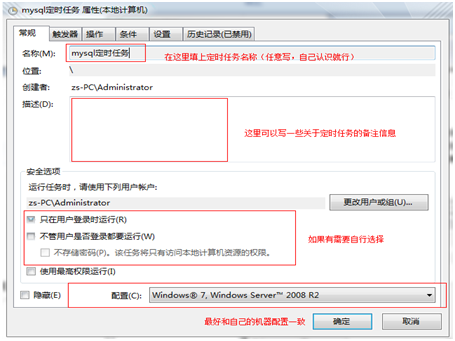 mysql定时任务 属性(本地计算机)
常规 触发器 操作 条件 设置 历史记录(已禁用)
名称(M): mysql定时任务 在这里填上定时任务名称（任意写，自己认识就行）
位置: \
创建者: zs-PC\Administrator
描述(D):
这里可以写一些关于定时任务的备注信息
安全选项
运行任务时，请使用下列用户帐户:
zs-PC\Administrator 更改用户或组(U)...
只在用户登录时运行(R)
不管用户是否登录都要运行(W) 如果有需要自行选择
不存储密码(P)。该任务将只有访问本地计算机资源的权限。
使用最高权限运行(I)
隐藏(E) 配置(C): Windows® 7, Windows Server™ 2008 R2
最好和自己的机器配置一致 确定 取消